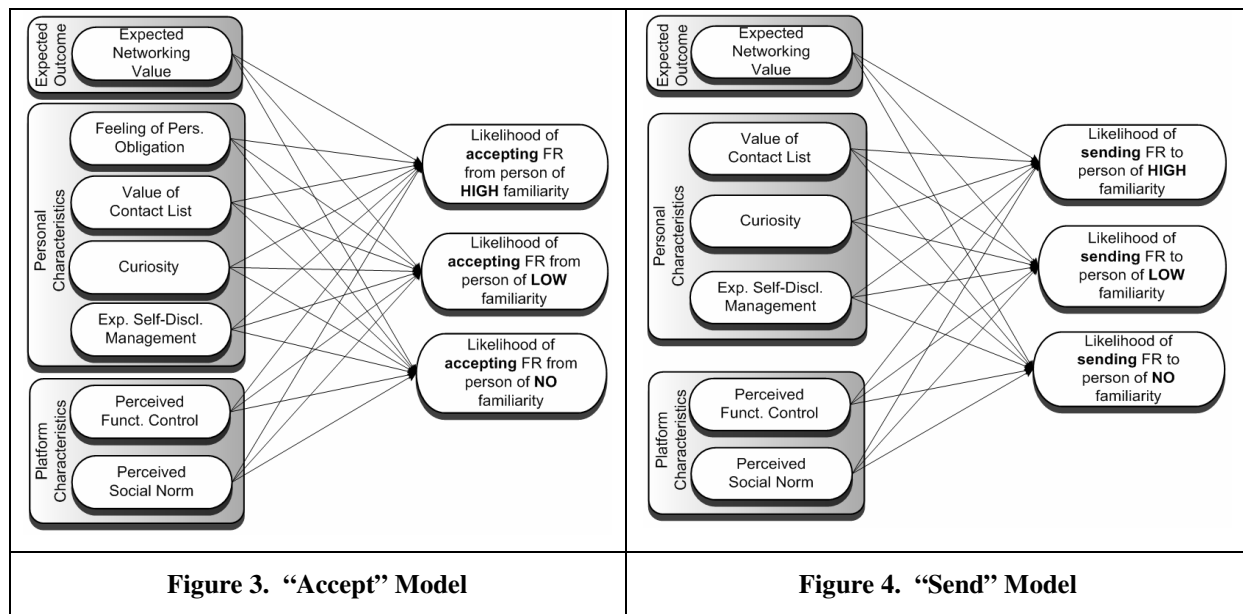 Expected
Outcome
Expected
Networking
Value
Personal
Characteristics
Feeling of Pers.
Obligation
Value of
Contact List
Curiosity
Exp. Self-Discl.
Management
Platform
Characteristics
Perceived
Funct. Control
Perceived
Social Norm
Likelihood of
accepting FR
from person of
HIGH familiarity
Likelihood of
accepting FR from
person of LOW
familiarity
Likelihood of
accepting FR from
person of NO
familiarity
Figure 3. “Accept” Model
Expected
Outcome
Expected
Networking
Value
Personal
Characteristics
Value of
Contact List
Curiosity
Exp. Self-Discl.
Management
Platform
Characteristics
Perceived
Funct. Control
Perceived
Social Norm
Likelihood of
sending FR to
person of HIGH
familiarity
Likelihood of
sending FR to
person of LOW
familiarity
Likelihood of
sending FR to
person of NO
familiarity
Figure 4. “Send” Model